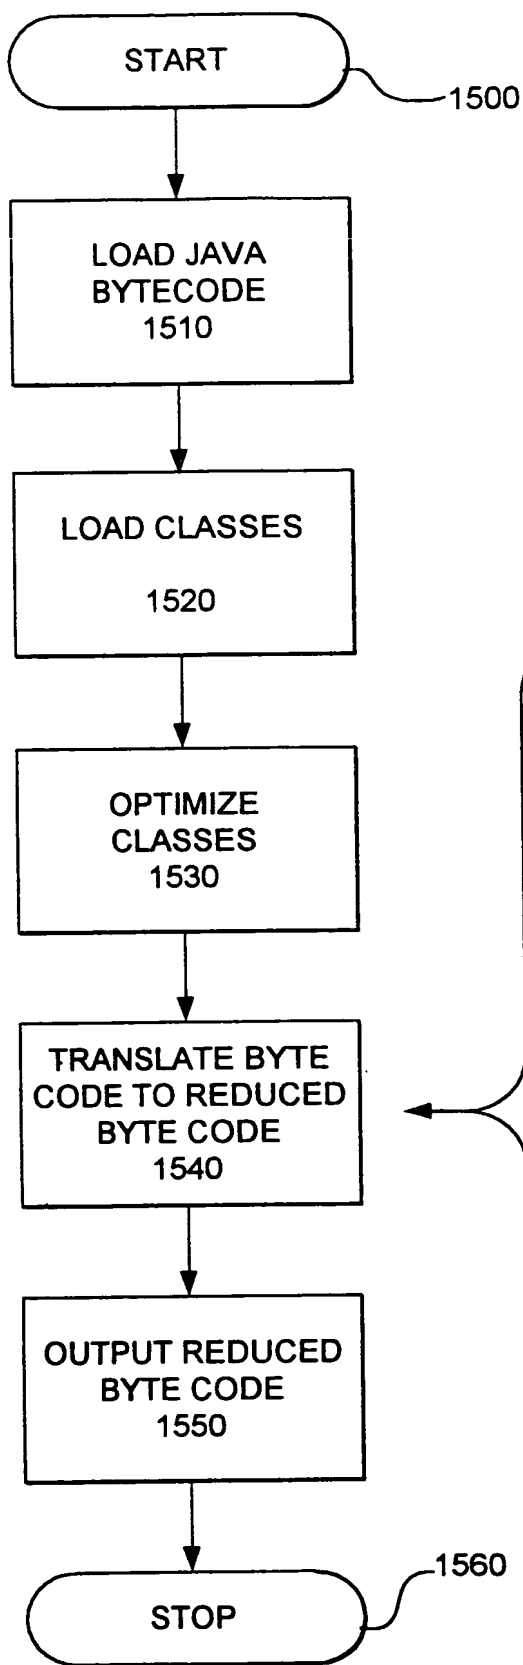 START
1500
LOAD JAVA
BYTECODE
1510
LOAD CLASSES
1520
OPTIMIZE
CLASSES
1530
TRANSLATE BYTE
CODE TO REDUCED
BYTE CODE
1540
OUTPUT REDUCED
BYTE CODE
1550
1560
STOP